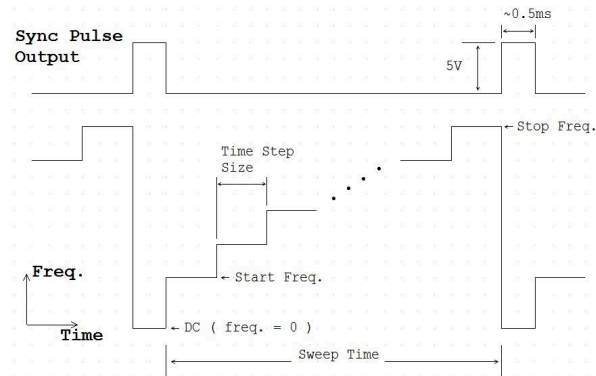 ~0.5ms
Sync Pulse
Output
5V
Stop Freq.
Time Step
Size
Freq.
Start Freq.
Time
DC ( freq. = 0 )
Sweep Time